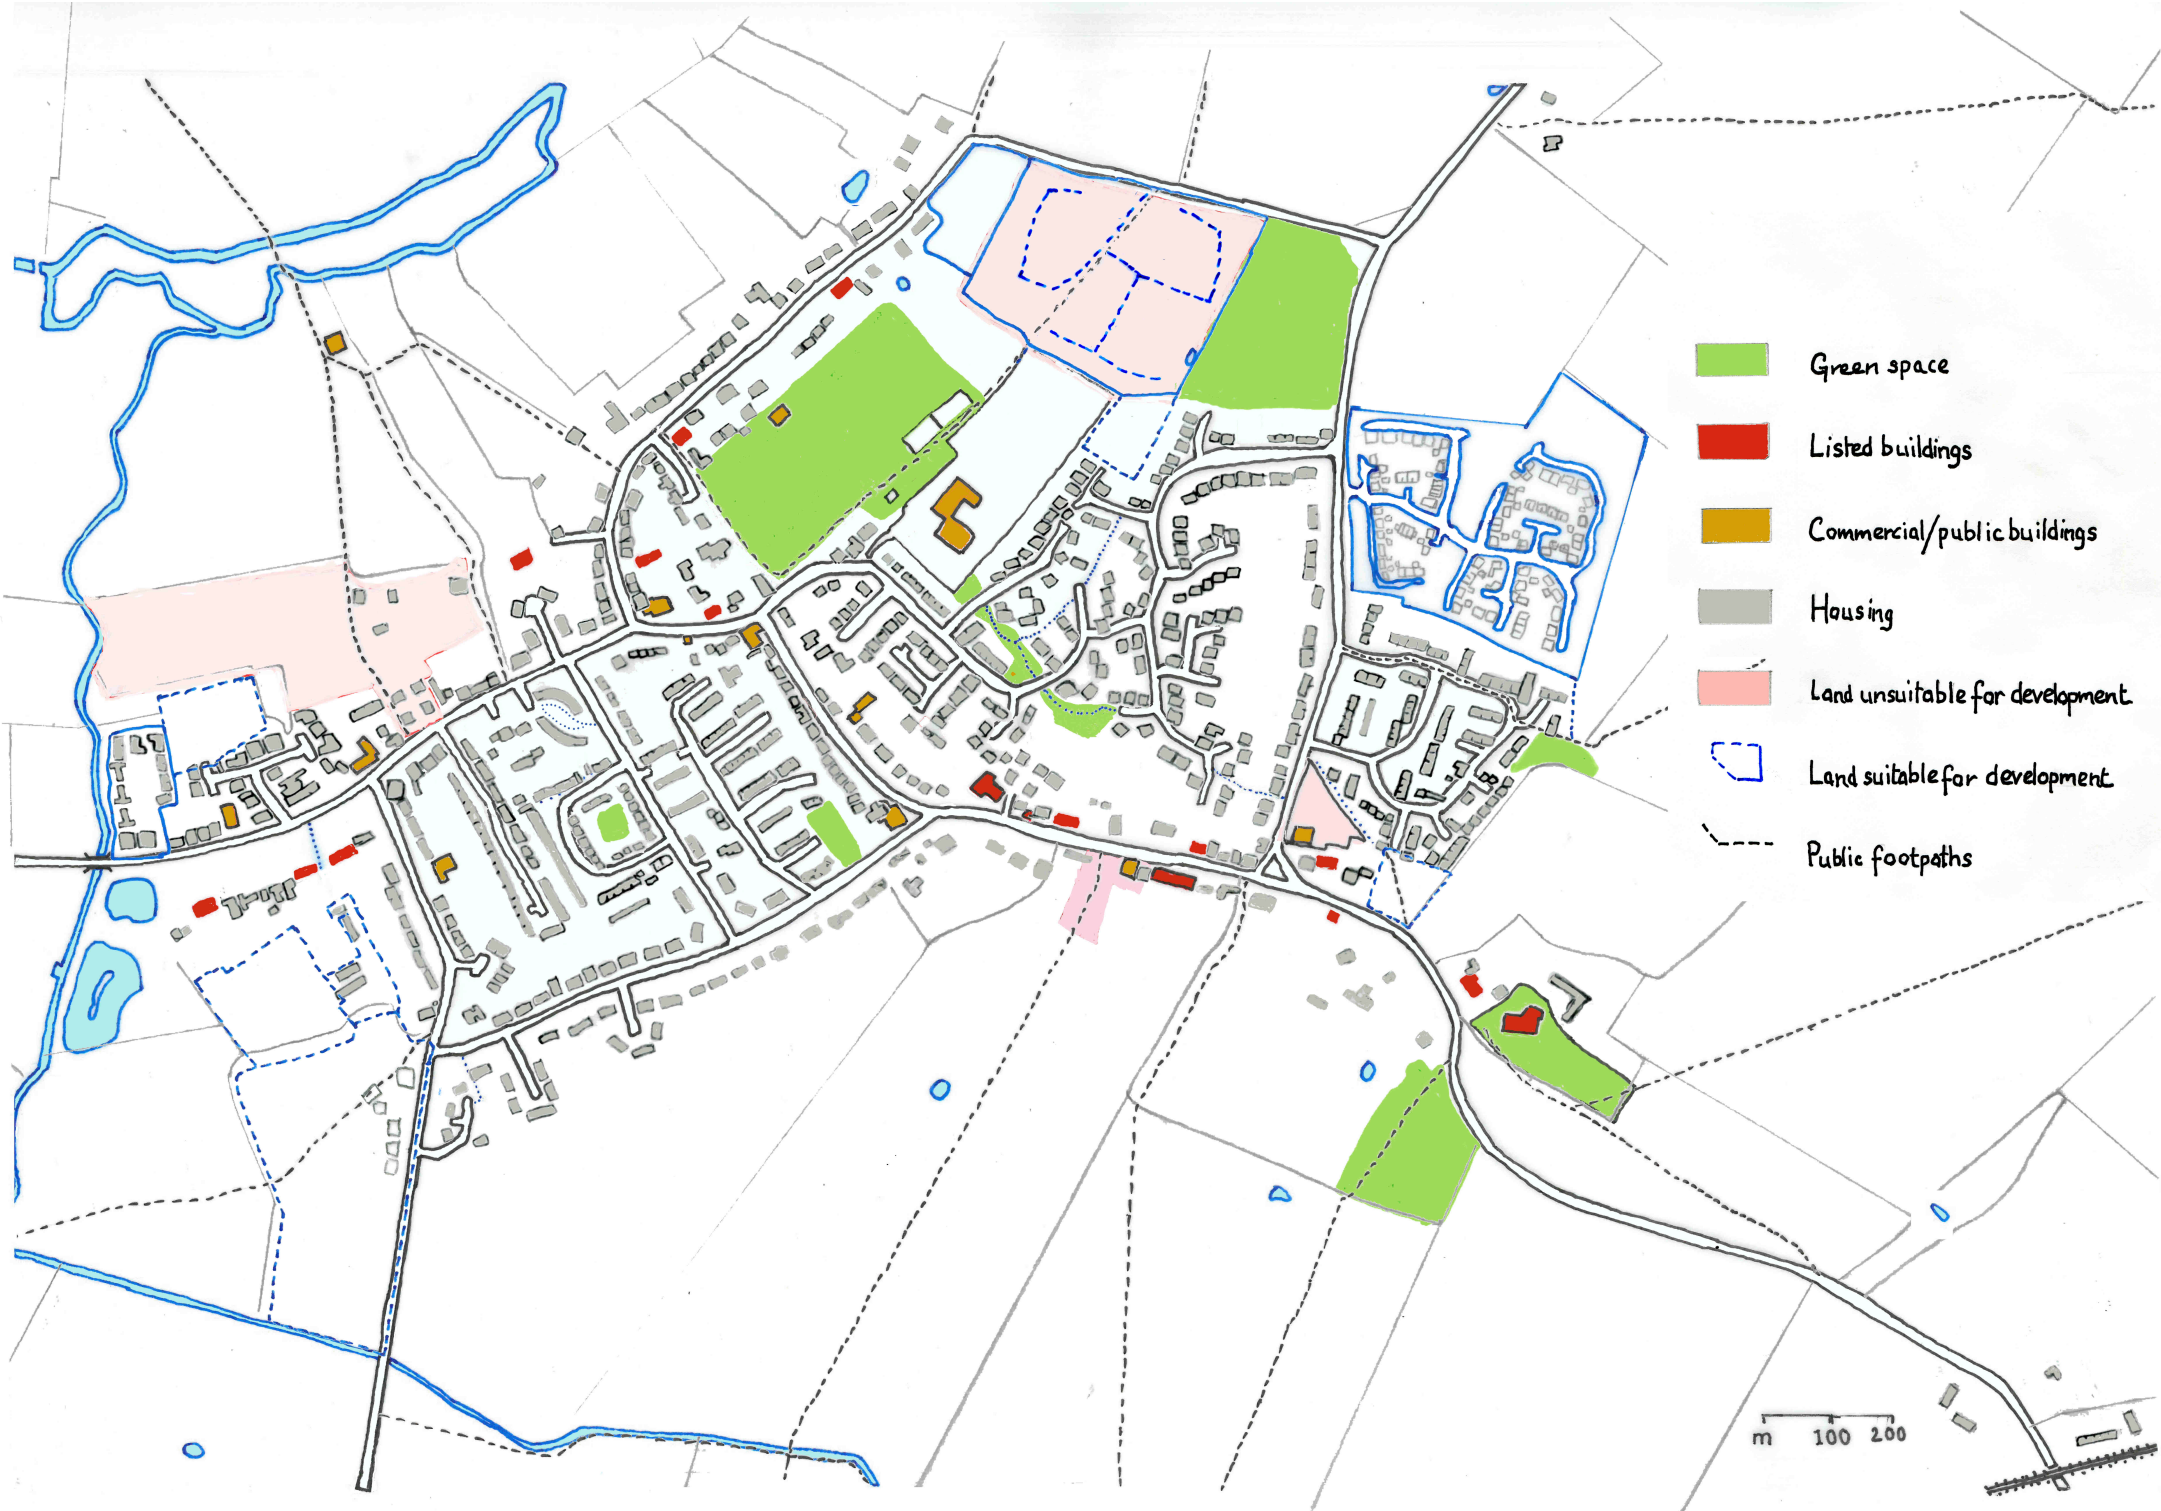 Green space
Listed buildings
Commercial/public buildings
Housing
Land unsuitable for development
Land suitable for development
Public footpaths
m 100 200